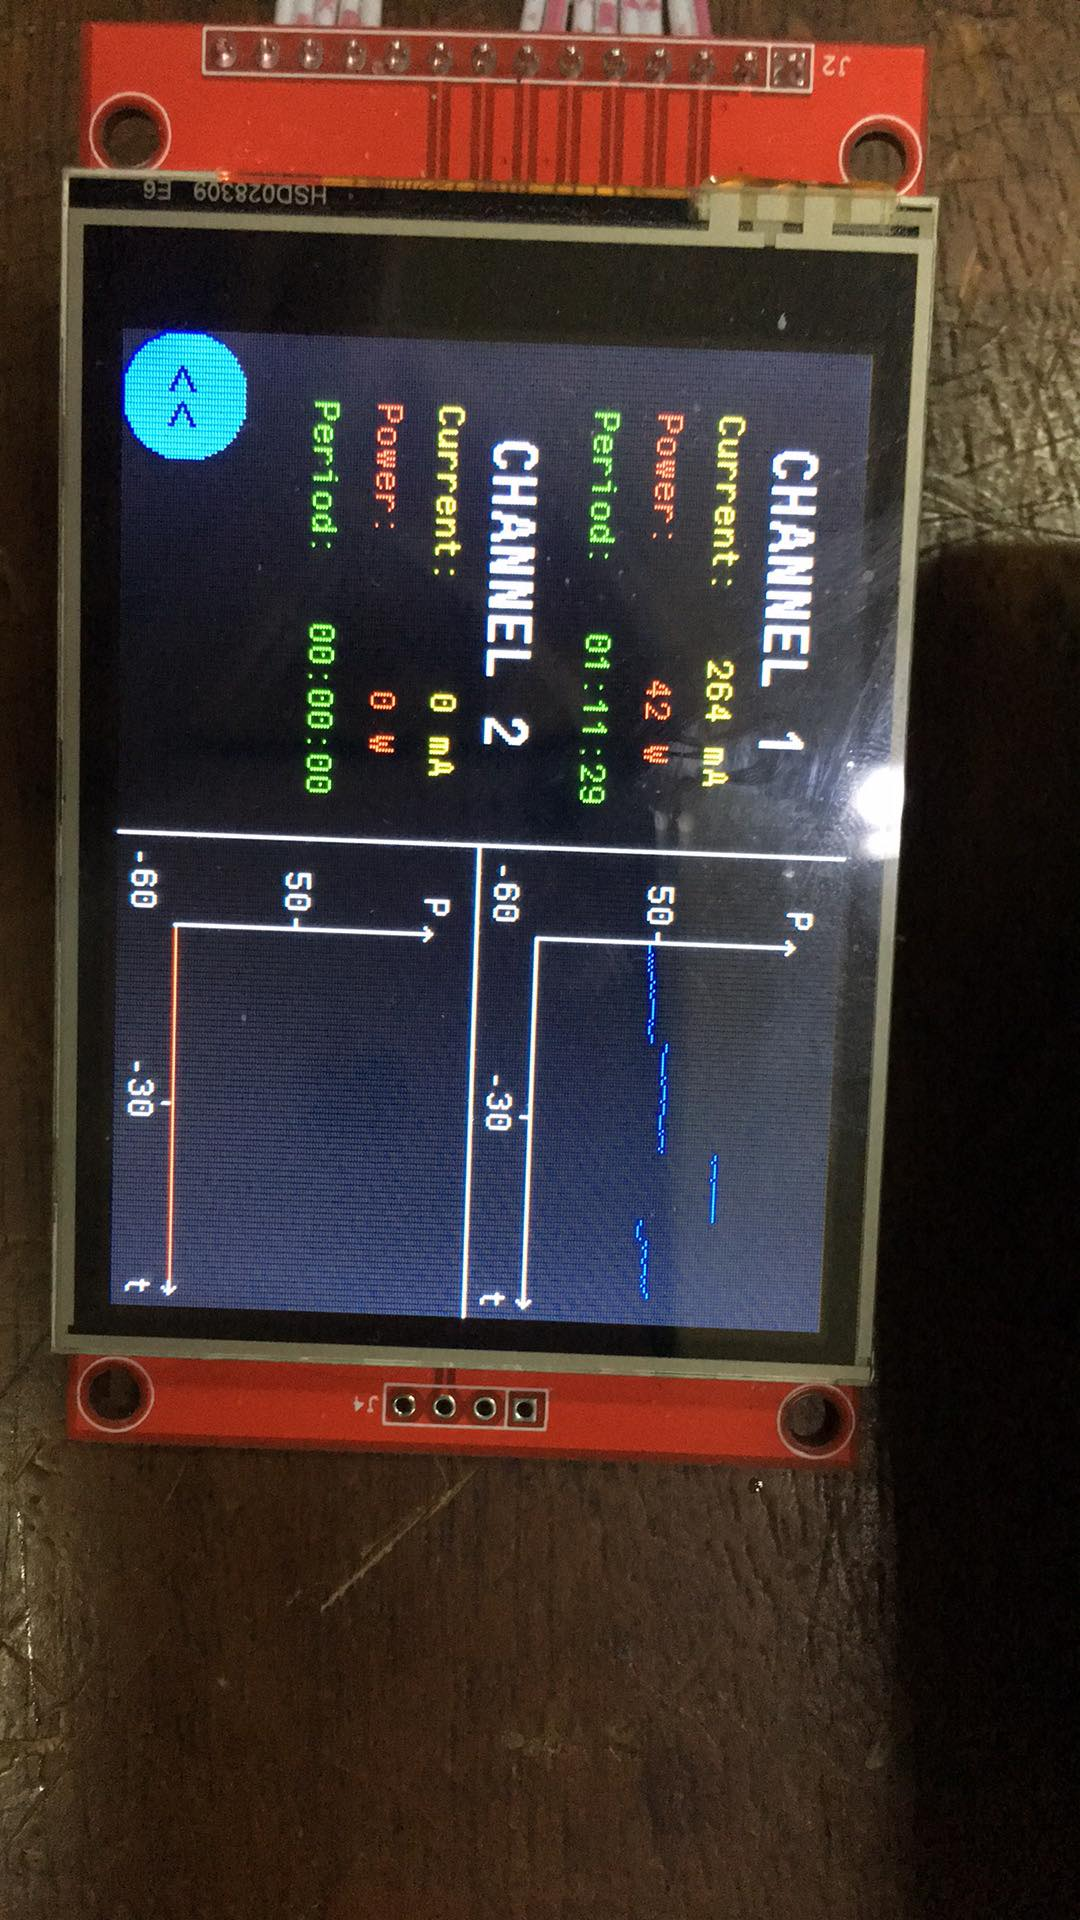 CHANNEL 1
Current: 264 mA
Power: 42 W
Period: 01:11:29
CHANNEL 2
Current: 0 mA
Power: 0 W
Period: 00:00:00
<<
P
50
-60
-30
t
P
50
-60
-30
t
J2
HSD028309 E6
J4